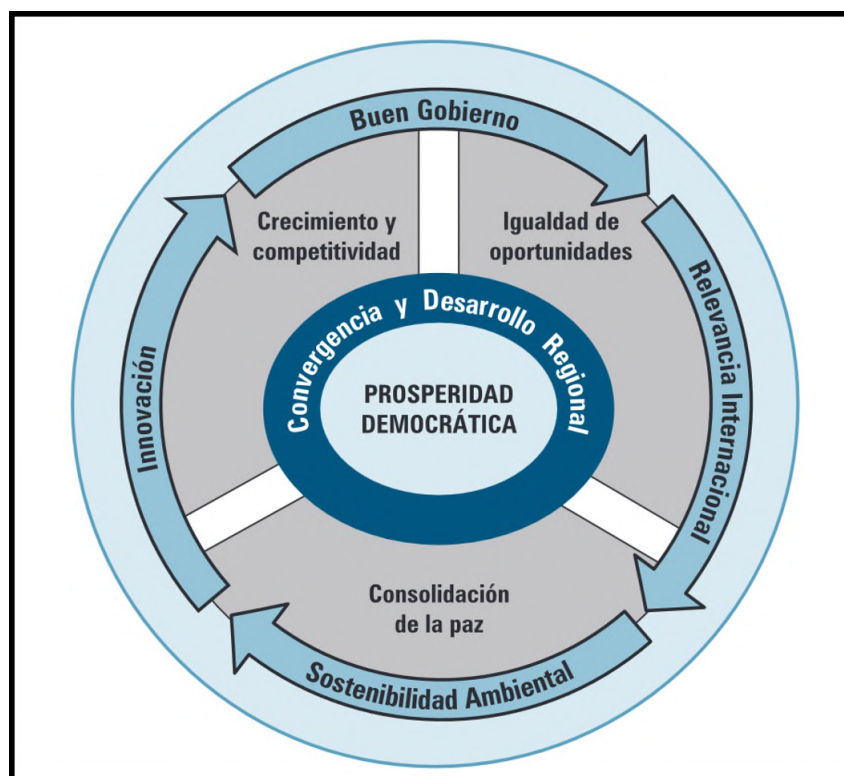 Buen Gobierno
Crecimiento y
competitividad
Igualdad de
oportunidades
Relevancia Internacional
Innovación
Convergencia y Desarrollo Regional
PROSPERIDAD
DEMOCRÁTICA
Consolidación
de la paz
Sostenibilidad Ambiental